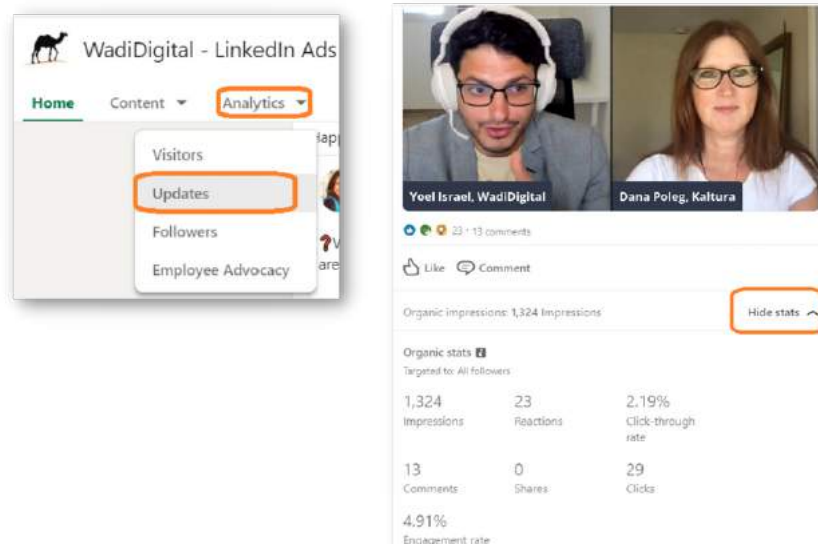 WadiDigital - LinkedIn Ads
Home Content Analytics
Visitors
Updates
Followers
Employee Advocacy
Yoel Israel, WadiDigital Dana Poleg, Kaltura
23 · 13 comments
Like Comment
Organic impressions: 1,324 Impressions Hide stats
Organic stats
Targeted to: All followers
1,324 23 2.19%
Impressions Reactions Click-through
rate
13 0 29
Comments Shares Clicks
4.91%
Engagement rate